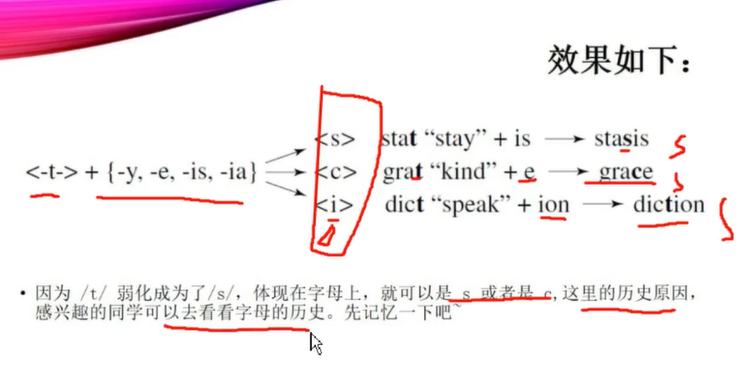 效果如下：
<s> stat “stay” + is → stasis s
<-t-> + {-y, -e, -is, -ia} <c> grat “kind” + e → grace s
<i> dict “speak” + ion → diction
• 因为 /t/ 弱化成为了/s/, 体现在字母上，就可以是 s 或者是 c,这里的历史原因，
感兴趣的同学可以去看看字母的历史。先记忆一下吧~